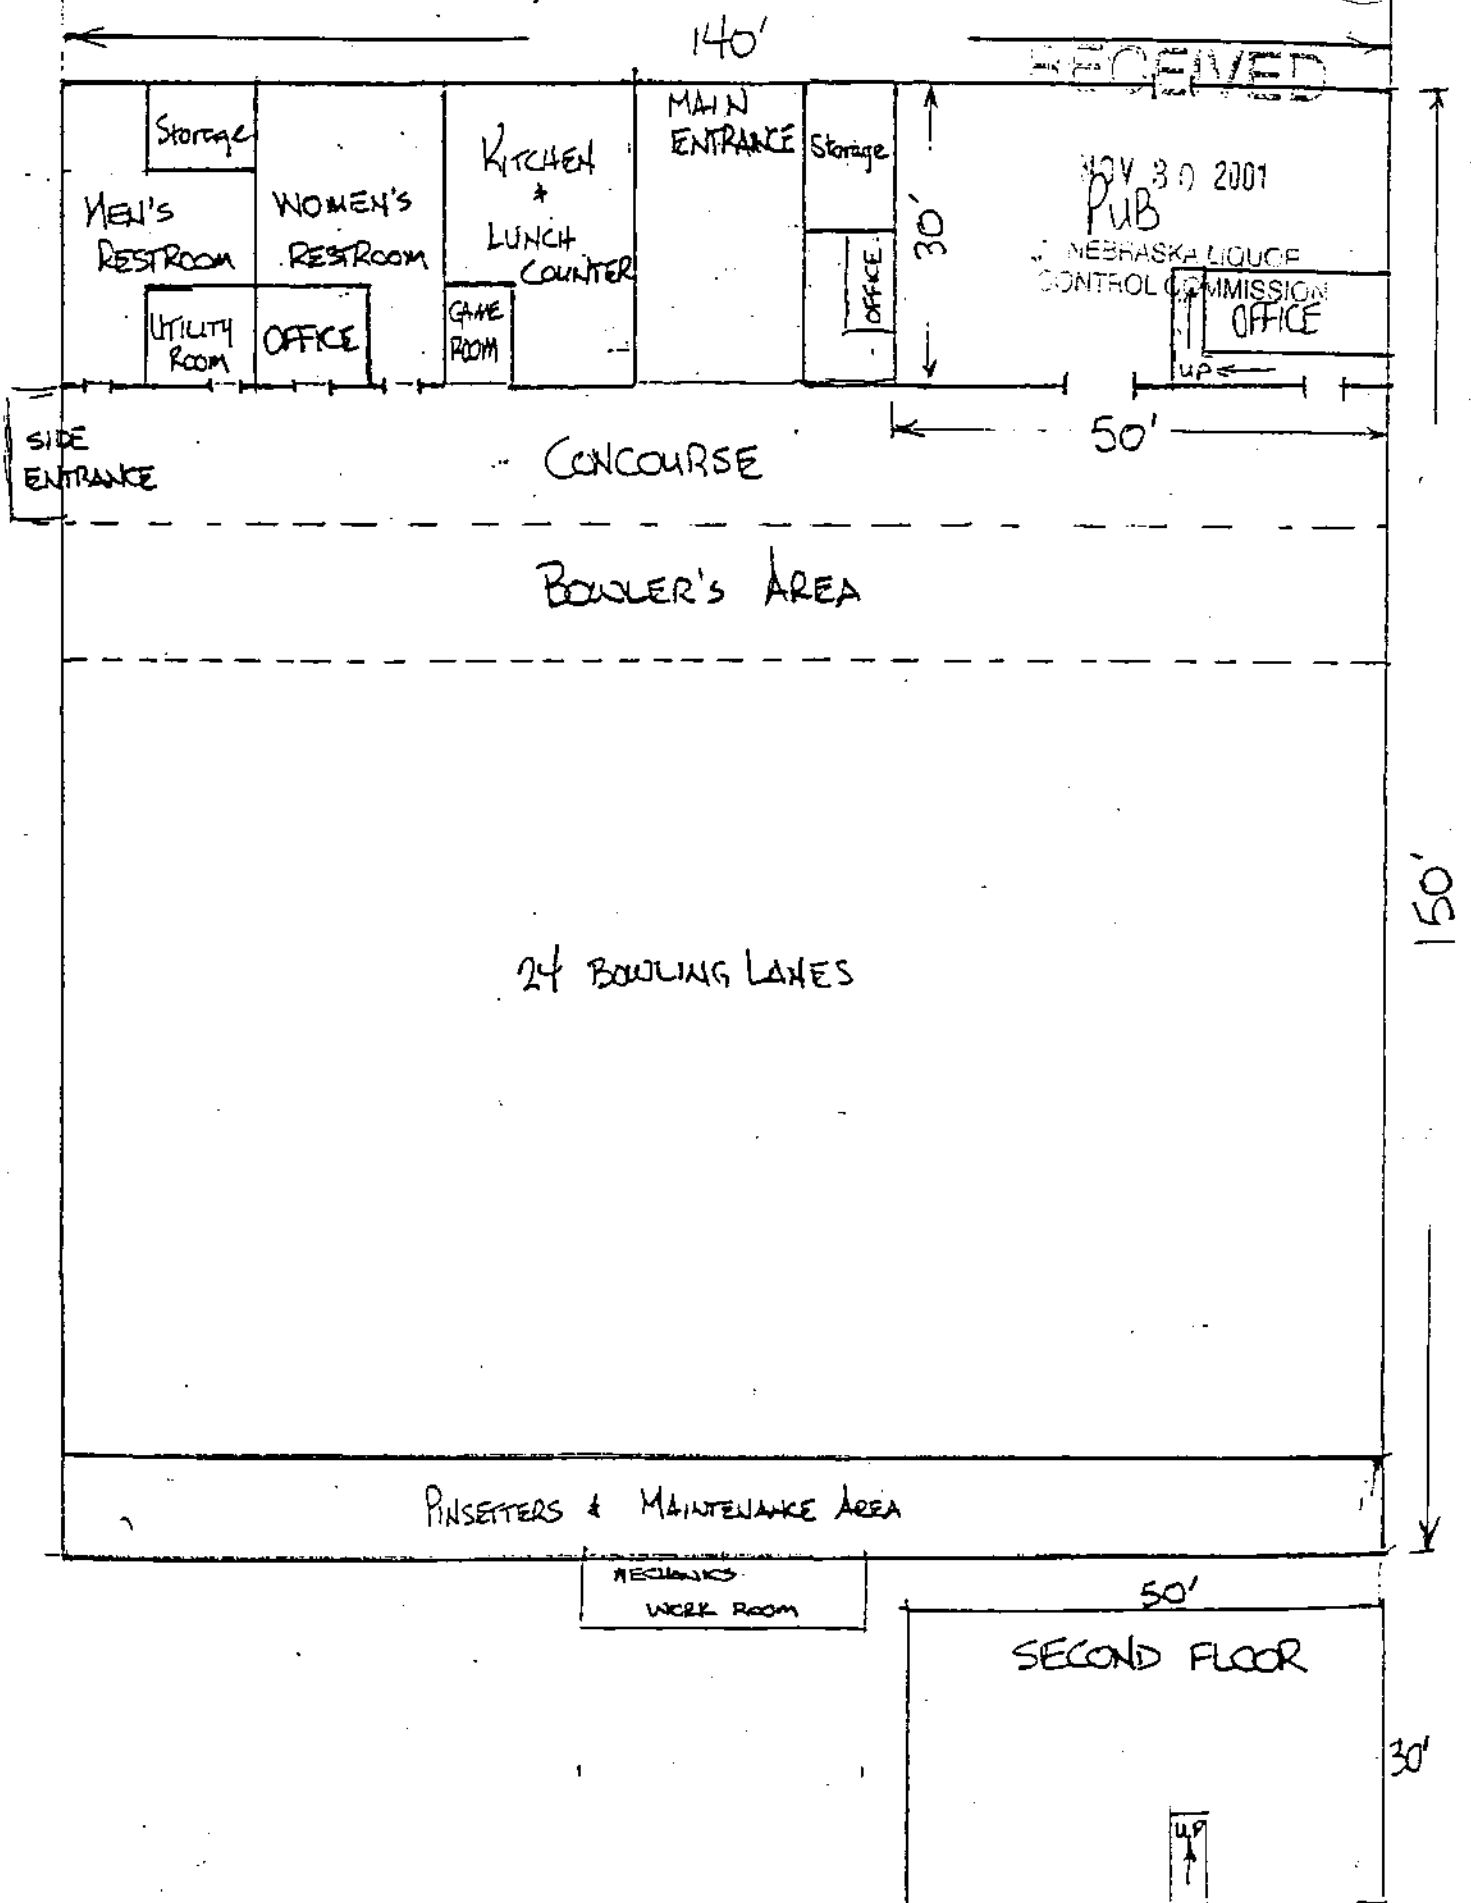 140'
RECEIVED
MAIN
ENTRANCE
Storage
Storage
KITCHEN
&
LUNCH
COUNTER
NOV 30 2001
PUB
MEN'S
RESTROOM
WOMEN'S
RESTROOM
30'
NEBRASKA LIQUOR
CONTROL COMMISSION
OFFICE
OFFICE
UTILITY
ROOM
OFFICE
GAME
ROOM
UP
50'
SIDE
ENTRANCE
CONCOURSE
BOWLER'S AREA
150'
24 BOWLING LANES
PINSETTERS & MAINTENANCE AREA
MECHANICS
WORK ROOM
50'
SECOND FLOOR
30'
UP